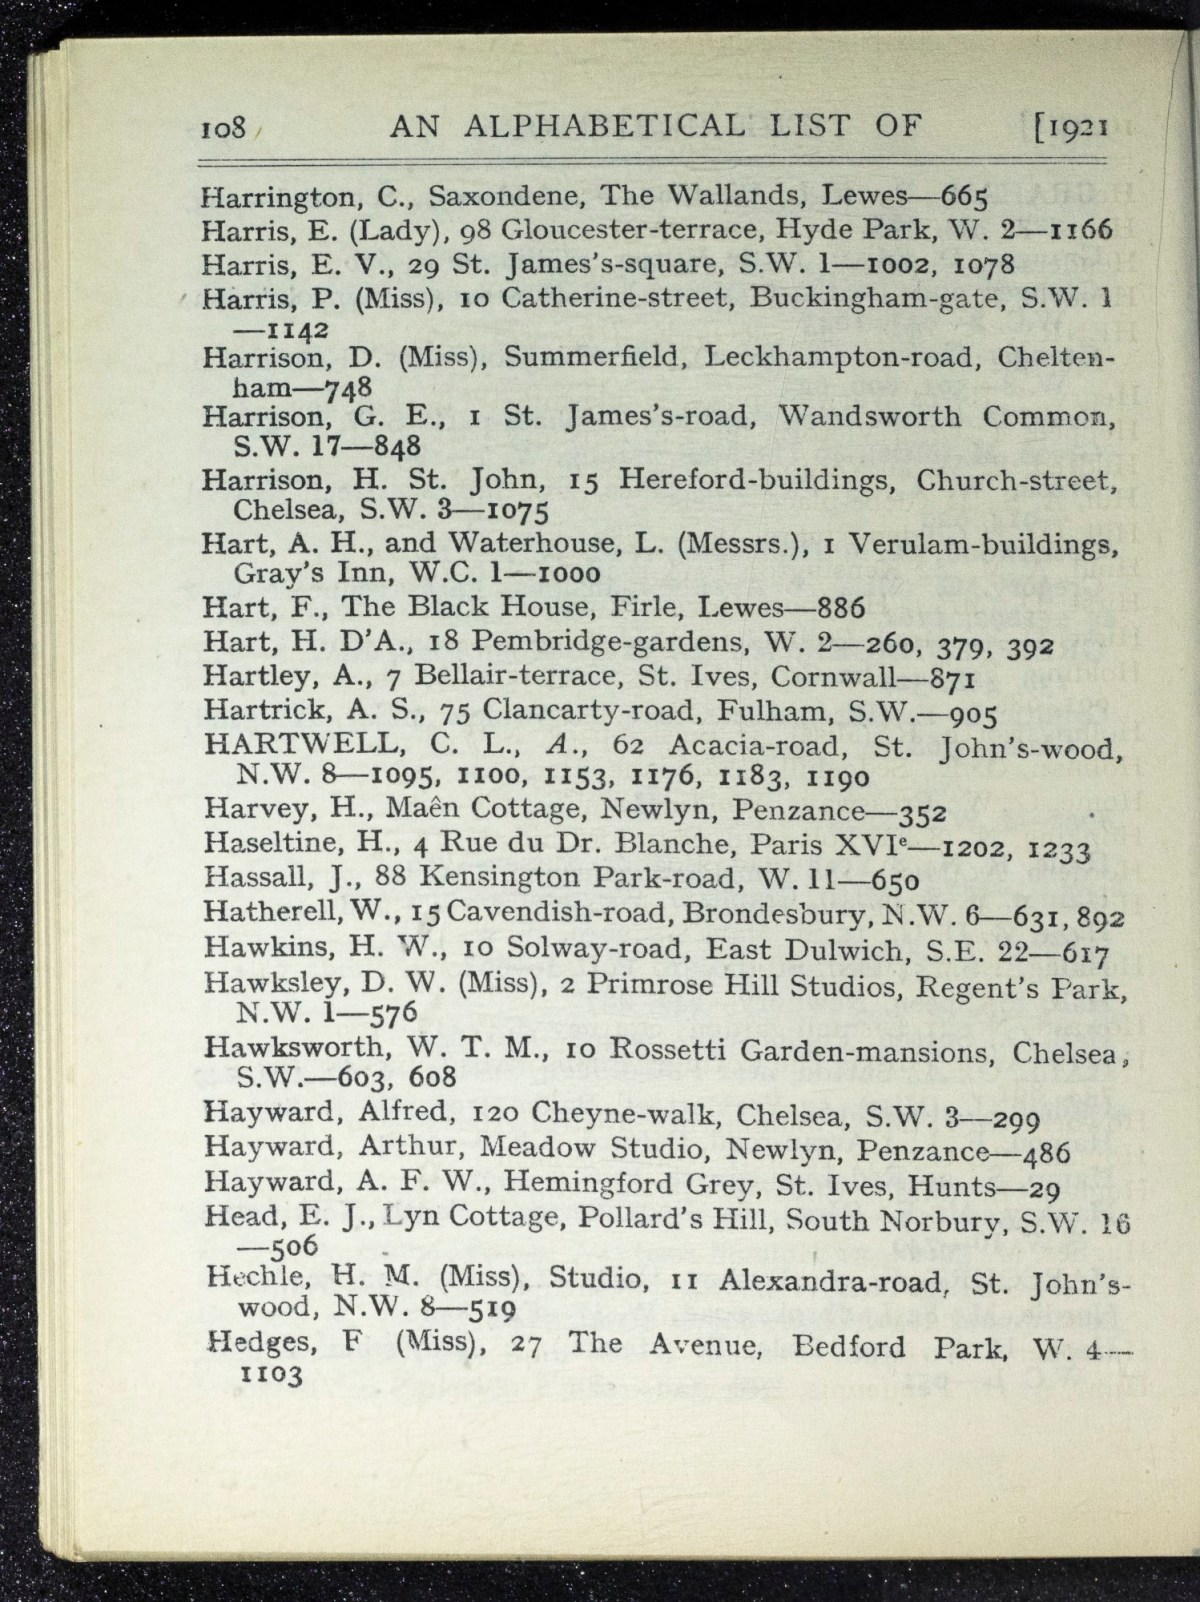 108 AN ALPHABETICAL LIST OF [1921
Harrington, C., Saxondene, The Wallands, Lewes—665
Harris, E. (Lady), 98 Gloucester-terrace, Hyde Park, W. 2—1166
Harris, E. V., 29 St. James's-square, S.W. 1—1002, 1078
Harris, P. (Miss), 10 Catherine-street, Buckingham-gate, S.W. 1
—1142
Harrison, D. (Miss), Summerfield, Leckhampton-road, Chelten-
ham—748
Harrison, G. E., 1 St. James's-road, Wandsworth Common,
S.W. 17—848
Harrison, H. St. John, 15 Hereford-buildings, Church-street,
Chelsea, S.W. 3—1075
Hart, A. H., and Waterhouse, L. (Messrs.), 1 Verulam-buildings,
Gray's Inn, W.C. 1—1000
Hart, F., The Black House, Firle, Lewes—886
Hart, H. D'A., 18 Pembridge-gardens, W. 2—260, 379, 392
Hartley, A., 7 Bellair-terrace, St. Ives, Cornwall—871
Hartrick, A. S., 75 Clancarty-road, Fulham, S.W.—905
HARTWELL, C. L., A., 62 Acacia-road, St. John's-wood,
N.W. 8—1095, 1100, 1153, 1176, 1183, 1190
Harvey, H., Maên Cottage, Newlyn, Penzance—352
Haseltine, H., 4 Rue du Dr. Blanche, Paris XVIᵉ—1202, 1233
Hassall, J., 88 Kensington Park-road, W. 11—650
Hatherell, W., 15 Cavendish-road, Brondesbury, N.W. 6—631, 892
Hawkins, H. W., 10 Solway-road, East Dulwich, S.E. 22—617
Hawksley, D. W. (Miss), 2 Primrose Hill Studios, Regent's Park,
N.W. 1—576
Hawksworth, W. T. M., 10 Rossetti Garden-mansions, Chelsea,
S.W.—603, 608
Hayward, Alfred, 120 Cheyne-walk, Chelsea, S.W. 3—299
Hayward, Arthur, Meadow Studio, Newlyn, Penzance—486
Hayward, A. F. W., Hemingford Grey, St. Ives, Hunts—29
Head, E. J., Lyn Cottage, Pollard's Hill, South Norbury, S.W. 16
—506
Hechle, H. M. (Miss), Studio, 11 Alexandra-road, St. John's-
wood, N.W. 8—519
Hedges, F (Miss), 27 The Avenue, Bedford Park, W. 4—
1103